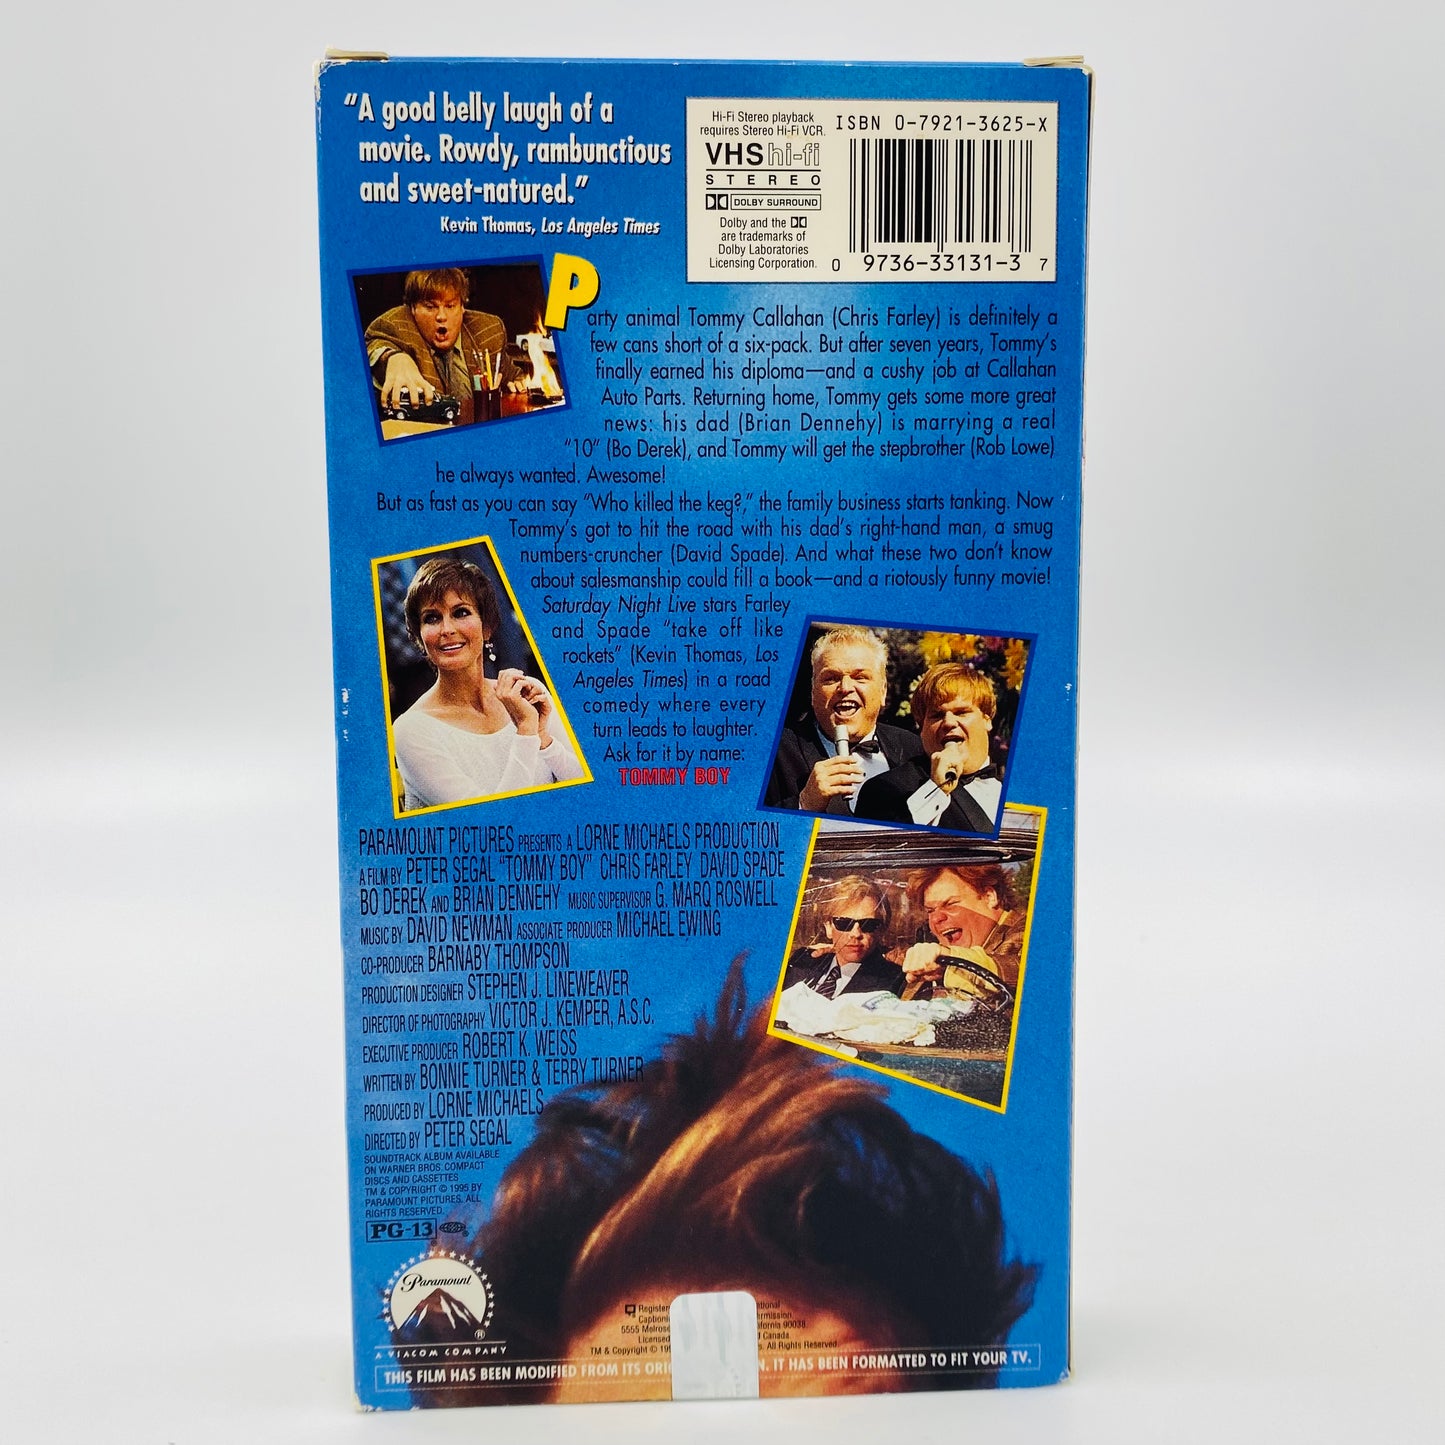 “A good belly laugh of a
movie. Rowdy, rambunctious
and sweet-natured.”
Kevin Thomas, Los Angeles Times
Hi-Fi Stereo playback
requires Stereo Hi-Fi VCR.
VHS hi-fi
STEREO
DOLBY SURROUND
Dolby and the
are trademarks of
Dolby Laboratories
Licensing Corporation.
ISBN 0-7921-3625-X
0 9736-33131-3 7
Party animal Tommy Callahan (Chris Farley) is definitely a
few cans short of a six-pack. But after seven years, Tommy’s
finally earned his diploma—and a cushy job at Callahan
Auto Parts. Returning home, Tommy gets some more great
news: his dad (Brian Dennehy) is marrying a real
“10” (Bo Derek), and Tommy will get the stepbrother (Rob Lowe)
he always wanted. Awesome!
But as fast as you can say “Who killed the keg?,” the family business starts tanking. Now
Tommy’s got to hit the road with his dad’s right-hand man, a smug
numbers-cruncher (David Spade). And what these two don’t know
about salesmanship could fill a book—and a riotously funny movie!
Saturday Night Live stars Farley
and Spade “take off like
rockets” (Kevin Thomas, Los
Angeles Times) in a road
comedy where every
turn leads to laughter.
Ask for it by name:
TOMMY BOY
PARAMOUNT PICTURES PRESENTS A LORNE MICHAELS PRODUCTION
A FILM BY PETER SEGAL “TOMMY BOY” CHRIS FARLEY DAVID SPADE
BO DEREK AND BRIAN DENNEHY MUSIC SUPERVISOR G. MARQ ROSWELL
MUSIC BY DAVID NEWMAN ASSOCIATE PRODUCER MICHAEL EWING
CO-PRODUCER BARNABY THOMPSON
PRODUCTION DESIGNER STEPHEN J. LINEWEAVER
DIRECTOR OF PHOTOGRAPHY VICTOR J. KEMPER, A.S.C.
EXECUTIVE PRODUCER ROBERT K. WEISS
WRITTEN BY BONNIE TURNER & TERRY TURNER
PRODUCED BY LORNE MICHAELS
DIRECTED BY PETER SEGAL
SOUNDTRACK ALBUM AVAILABLE
ON WARNER BROS. COMPACT
DISCS AND CASSETTES
TM & COPYRIGHT © 1995 BY
PARAMOUNT PICTURES. ALL
RIGHTS RESERVED.
PG-13 ®
Paramount
®
A VIACOM COMPANY
Register
Caption
5555 Melrose 90038.
Licensed Canada
TM & Copyright © All Rights Reserved.
THIS FILM HAS BEEN MODIFIED FROM ITS IT HAS BEEN FORMATTED TO FIT YOUR TV.